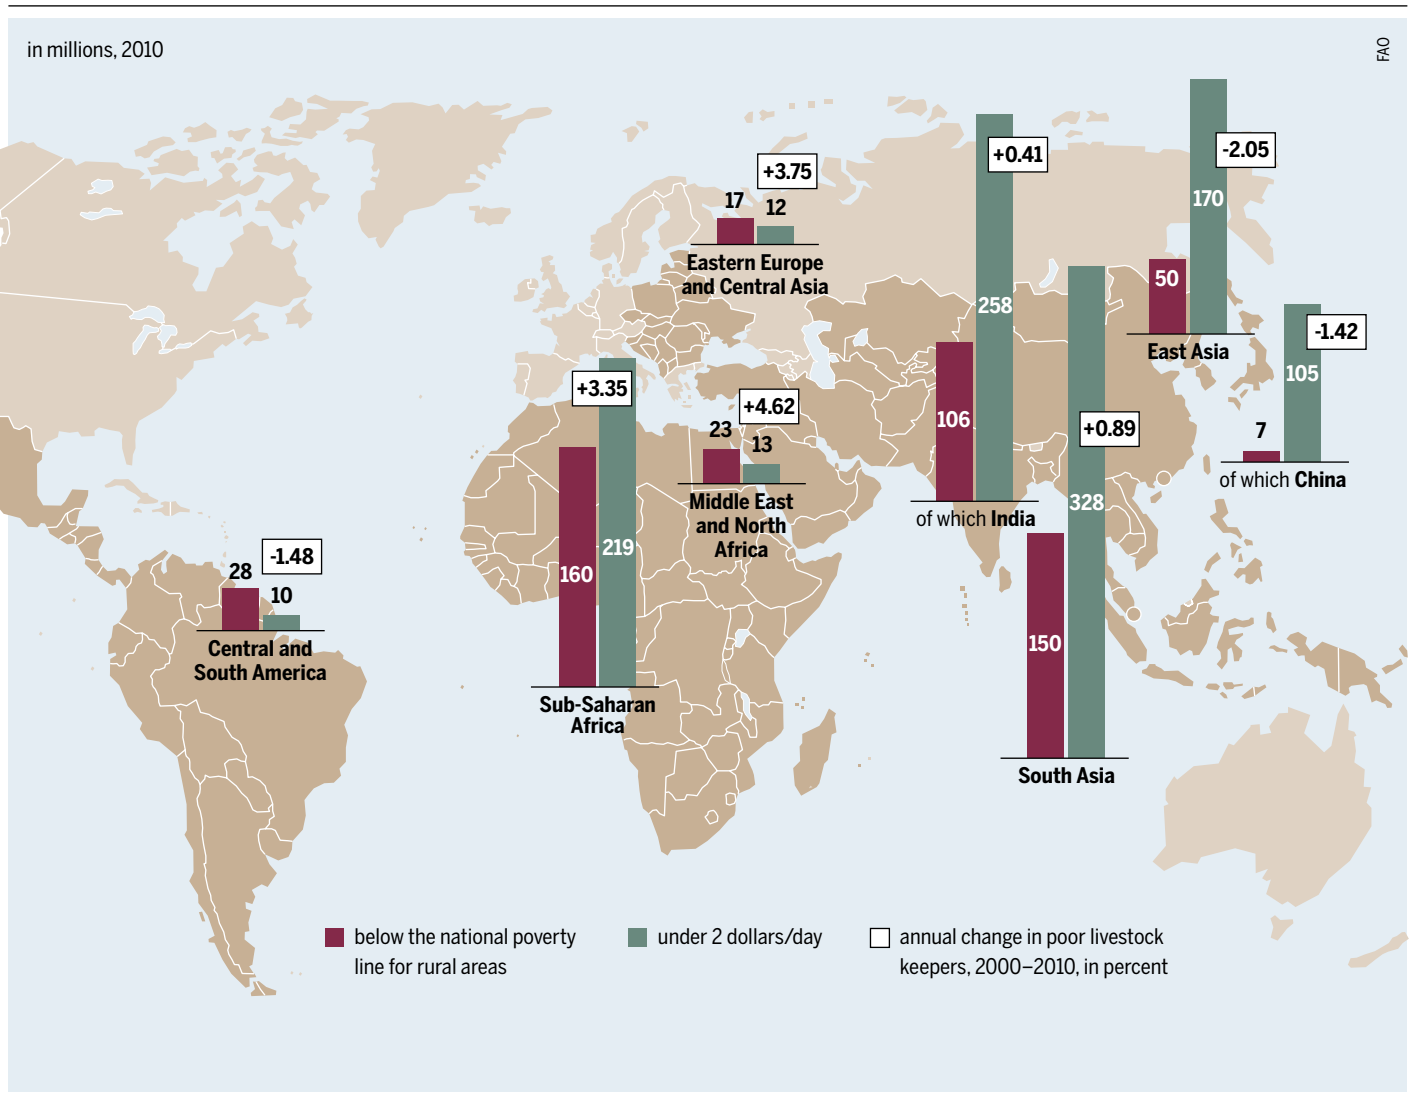 in millions, 2010
FAO
+3.75
17
12
Eastern Europe
and Central Asia
+0.41
258
106
of which India
-2.05
170
50
East Asia
-1.42
105
7
of which China
+3.35
219
160
Sub-Saharan
Africa
+4.62
23
13
Middle East
and North
Africa
+0.89
328
150
South Asia
-1.48
28
10
Central and
South America
below the national poverty
line for rural areas
under 2 dollars/day
annual change in poor livestock
keepers, 2000–2010, in percent